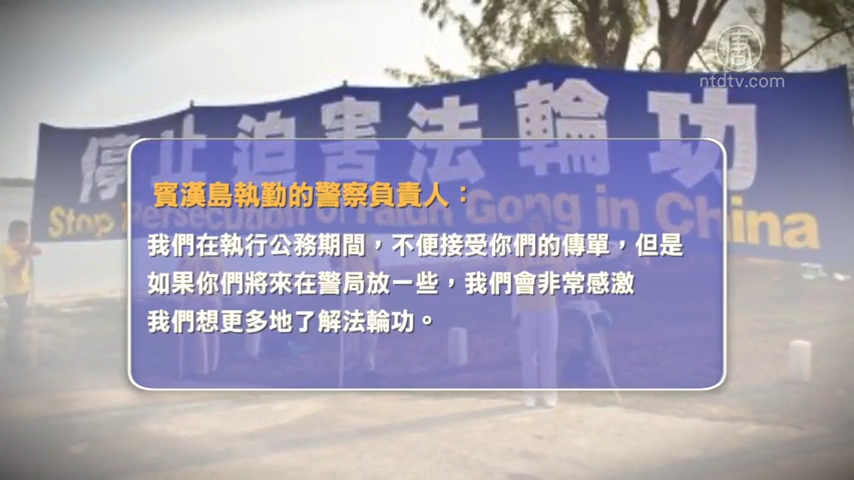 唐
ntdtv.com
停止迫害法輪功
Stop Persecution of Falun Gong in China
賓漢島執勤的警察負責人：
我們在執行公務期間，不便接受你們的傳單，但是
如果你們將來在警局放一些，我們會非常感激
我們想更多地了解法輪功。